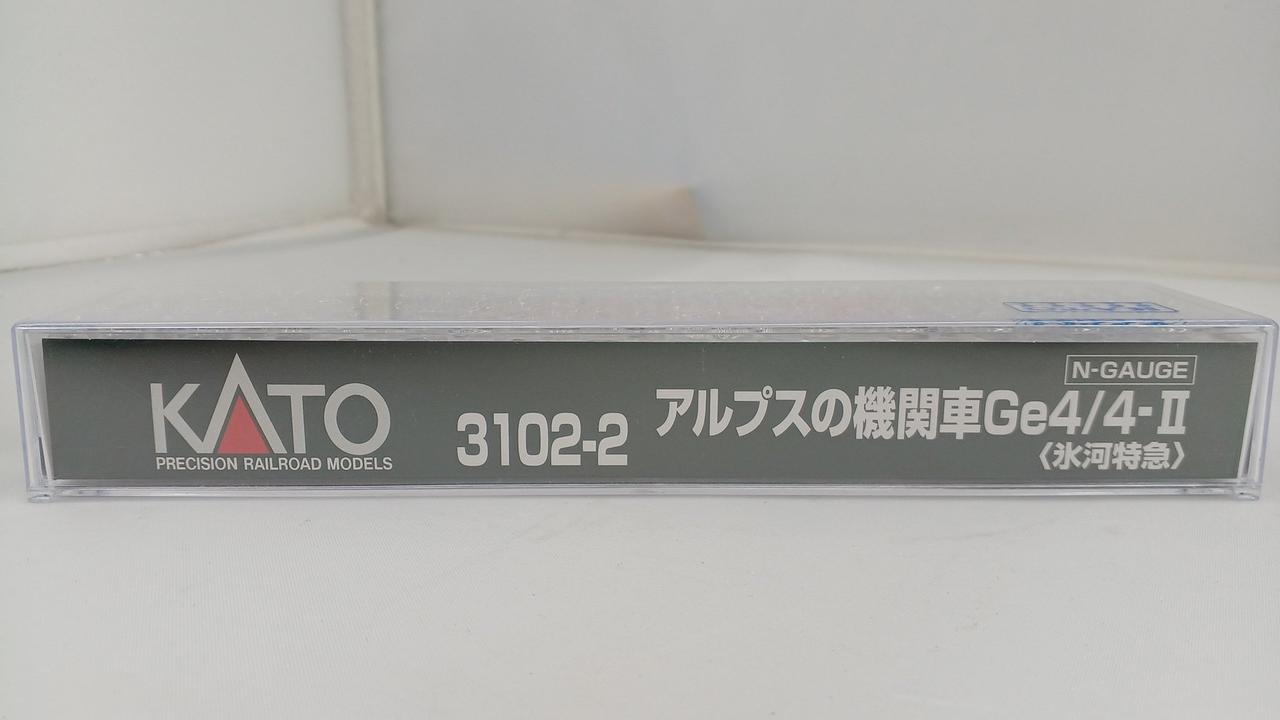 KATO
PRECISION RAILROAD MODELS
3102-2
N-GAUGE
アルプスの機関車Ge4/4-II
〈氷河特急〉